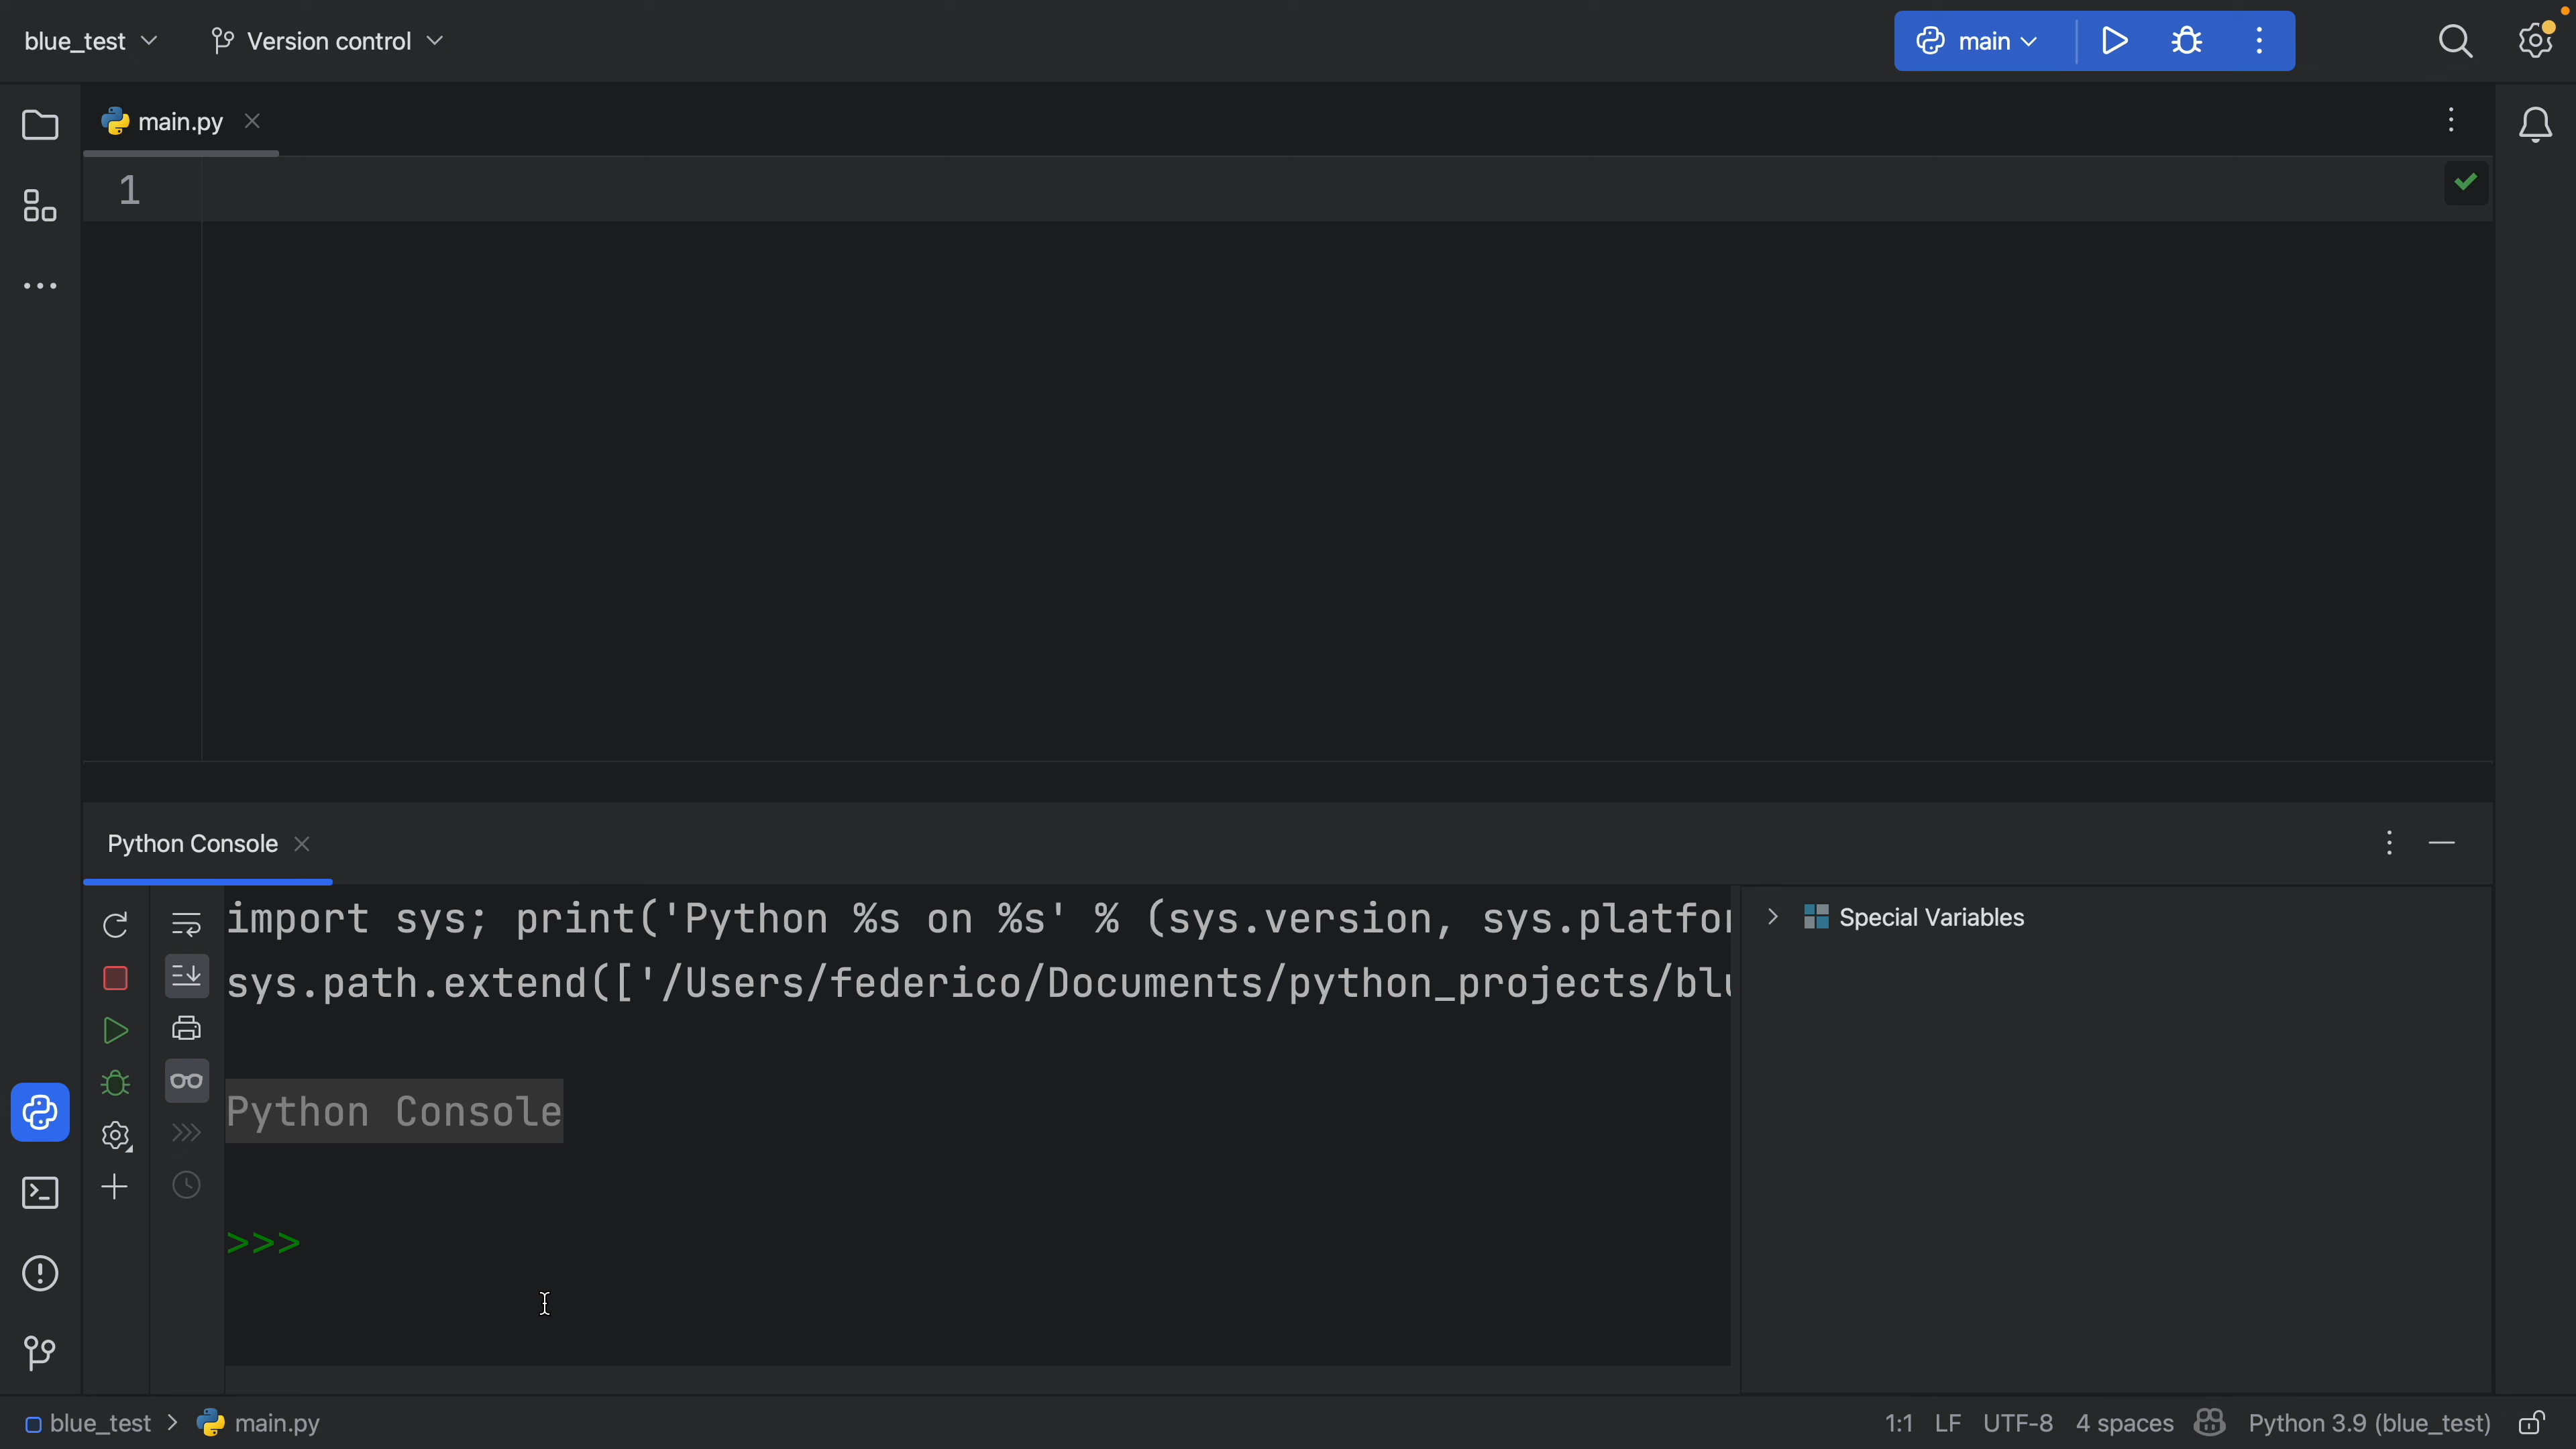 blue_test
Version control
main
main.py
1
Python Console
import sys; print('Python %s on %s' % (sys.version, sys.platfor
sys.path.extend(['/Users/federico/Documents/python_projects/blu
Special Variables
Python Console
>>>
blue_test > main.py
1:1 LF UTF-8 4 spaces Python 3.9 (blue_test)